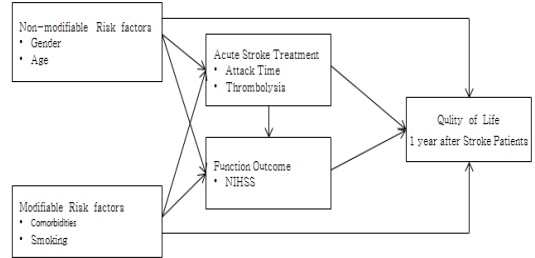 Non-modifiable Risk factors
• Gender
• Age
Acute Stroke Treatment
• Attack Time
• Thrombolysis
Qulity of Life
1 year after Stroke Patients
Function Outcome
• NIHSS
Modifiable Risk factors
• Comorbidities
• Smoking